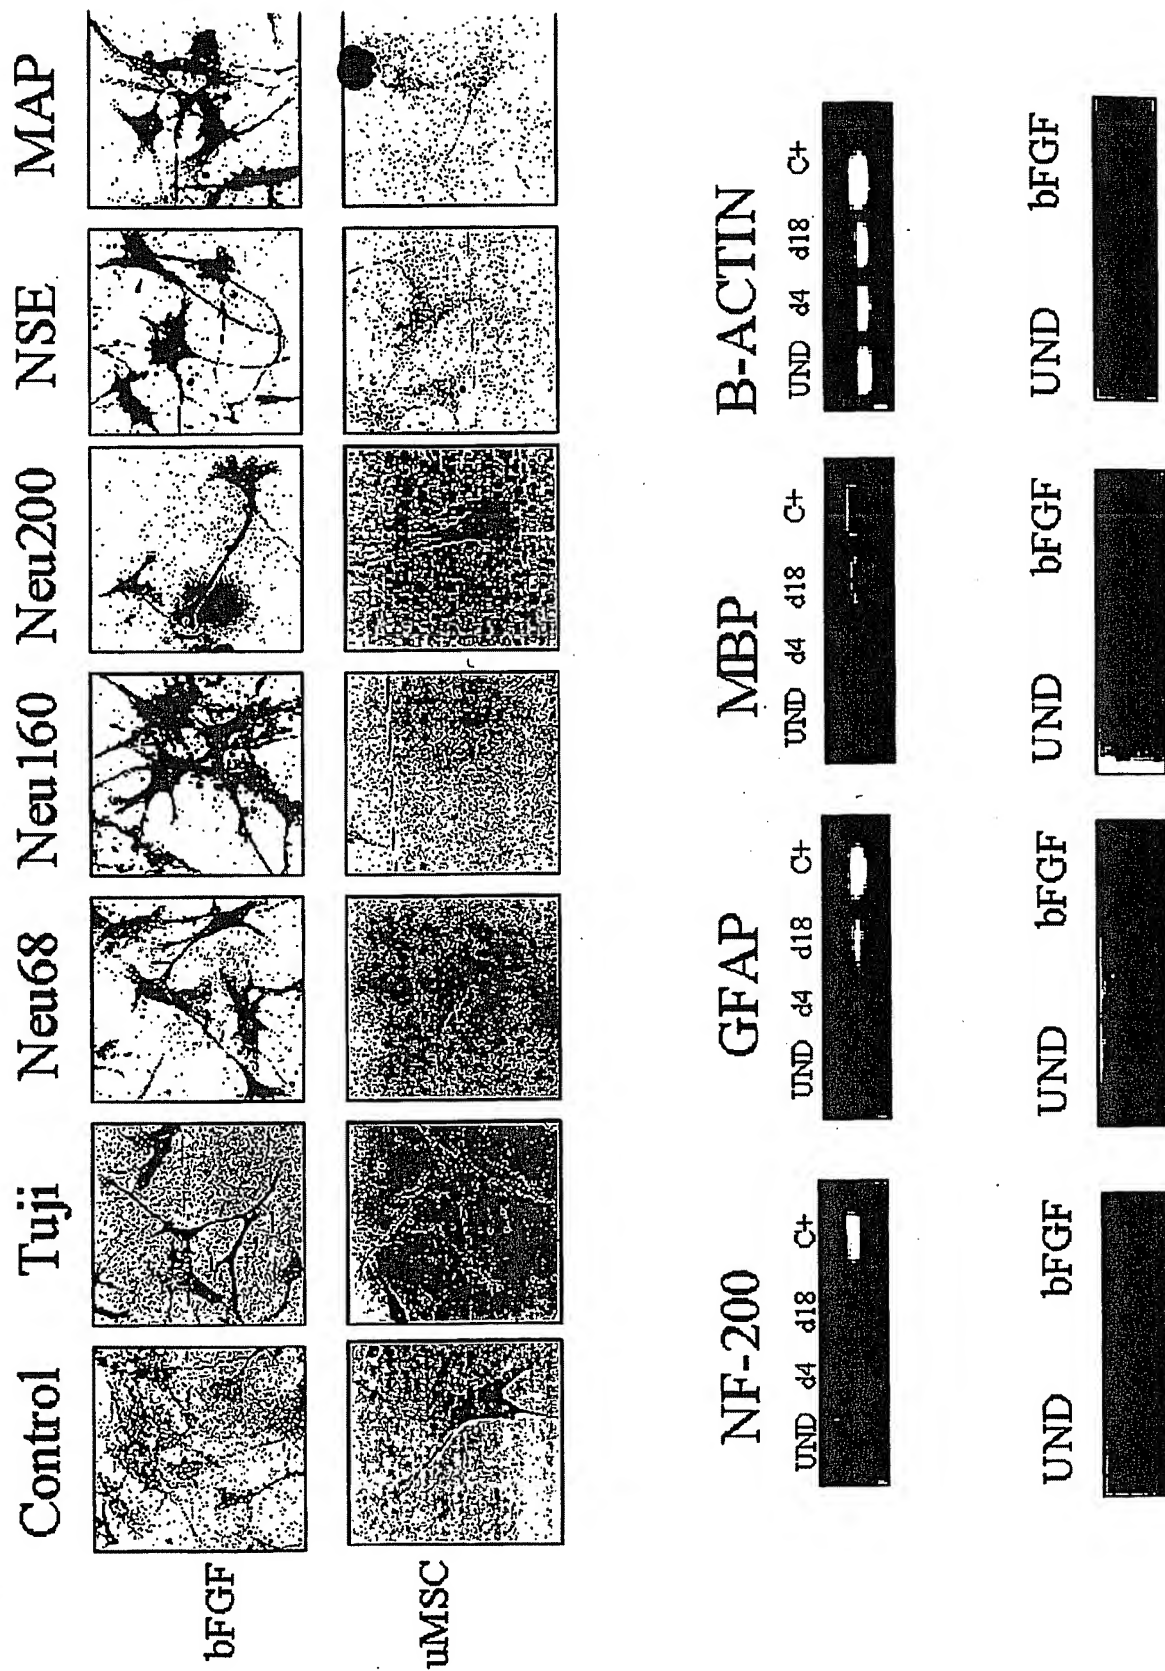 Control Tuji Neu68 Neu160 Neu200 NSE MAP
bFGF
uMSC
NF-200 GFAP MBP B-ACTIN
UND d4 d18 C+ UND d4 d18 C+ UND d4 d18 C+ UND d4 d18 C+
UND bFGF UND bFGF UND bFGF UND bFGF